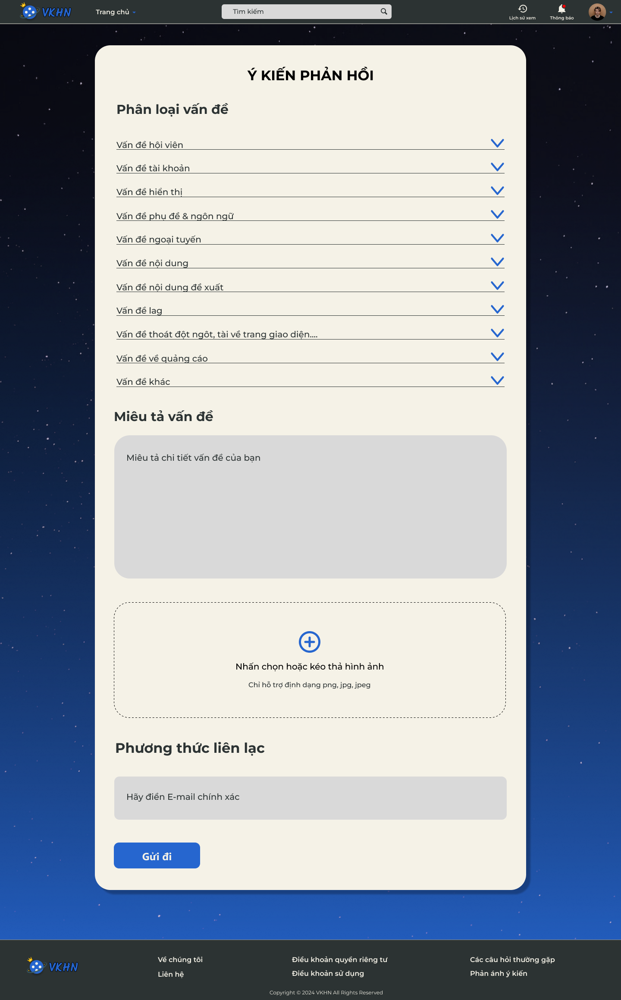 VKHN
Trang chủ
Tìm kiếm
Lịch sử xem
Thông báo
Ý KIẾN PHẢN HỒI
Phân loại vấn đề
Vấn đề hội viên
Vấn đề tài khoản
Vấn đề hiển thị
Vấn đề phụ đề & ngôn ngữ
Vấn đề ngoại tuyến
Vấn đề nội dung
Vấn đề nội dung đề xuất
Vấn đề lag
Vấn đề thoát đột ngôt, tài về trang giao diện....
Vấn đề về quảng cáo
Vấn đề khác
Miêu tả vấn đề
Miêu tả chi tiết vấn đề của bạn
Nhấn chọn hoặc kéo thả hình ảnh
Chỉ hỗ trợ định dạng png, jpg, jpeg
Phương thức liên lạc
Hãy điền E-mail chính xác
Gửi đi
VKHN
Về chúng tôi
Liên hệ
Điều khoản quyền riêng tư
Điều khoản sử dụng
Các câu hỏi thường gặp
Phản ánh ý kiến
Copyright © 2024 VKHN All Rights Reserved